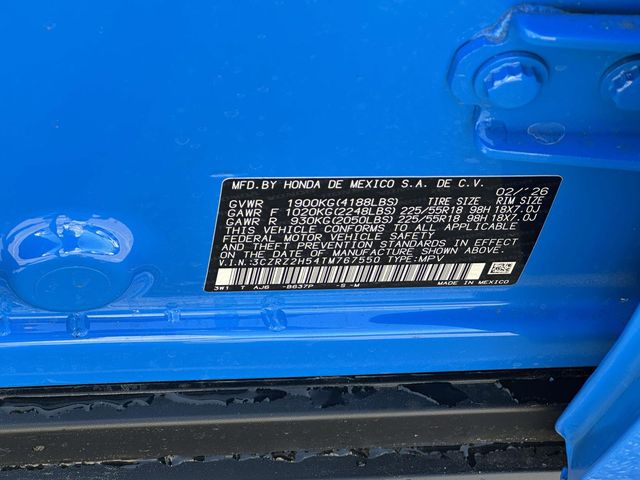 MFD.BY HONDA DE MEXICO S.A. DE C.V. 02/'26
GVWR 1900KG(4188LBS) TIRE SIZE RIM SIZE
GAWR F 1020KG(2248LBS) 225/55R18 98H 18X7.0J
GAWR R 930KG(2050LBS) 225/55R18 98H 18X7.0J
THIS VEHICLE CONFORMS TO ALL APPLICABLE
FEDERAL MOTOR VEHICLE SAFETY
AND THEFT PREVENTION STANDARDS IN EFFECT
ON THE DATE OF MANUFACTURE SHOWN ABOVE.
V.I.N.:3CZRZ2H54TM767550 TYPE:MPV
3W1 T AJ6 -B637P -S-M MADE IN MEXICO